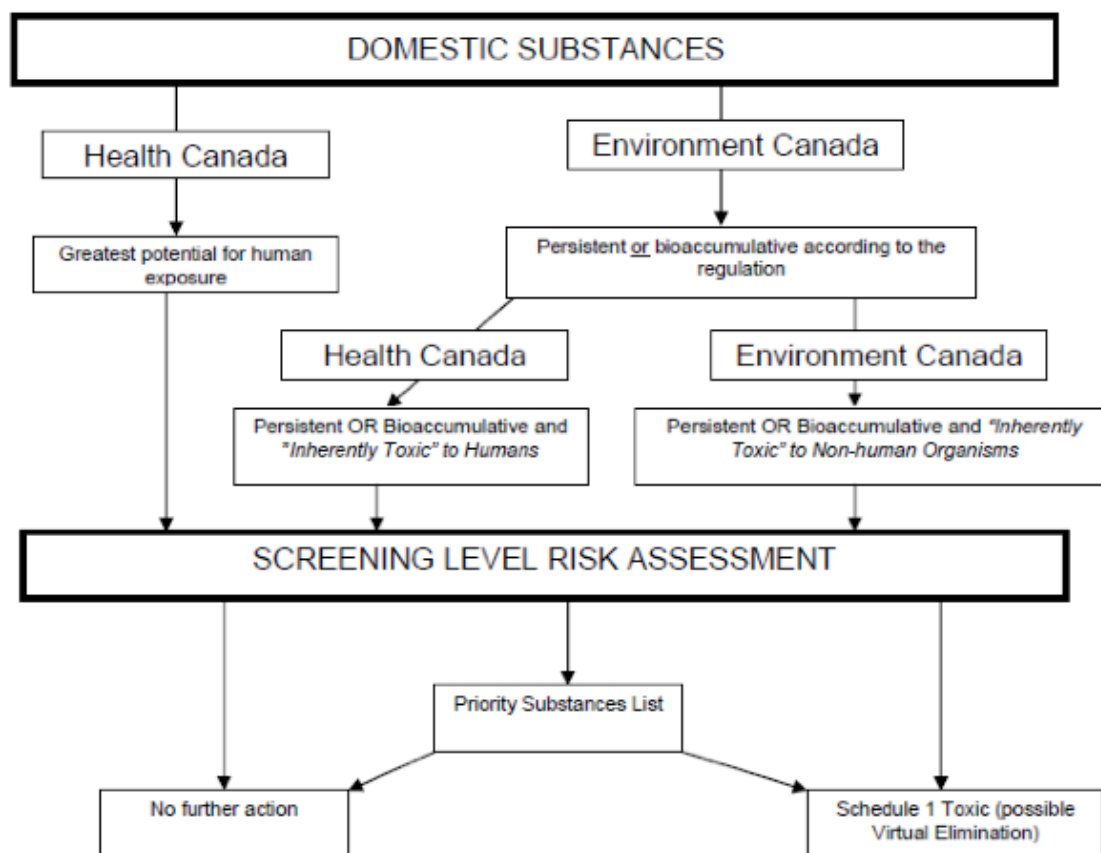 DOMESTIC SUBSTANCES
Health Canada
Environment Canada
Greatest potential for human
exposure
Persistent or bioaccumulative according to the
regulation
Health Canada
Environment Canada
Persistent OR Bioaccumulative and
"Inherently Toxic" to Humans
Persistent OR Bioaccumulative and "Inherently
Toxic" to Non-human Organisms
SCREENING LEVEL RISK ASSESSMENT
Priority Substances List
No further action
Schedule 1 Toxic (possible
Virtual Elimination)